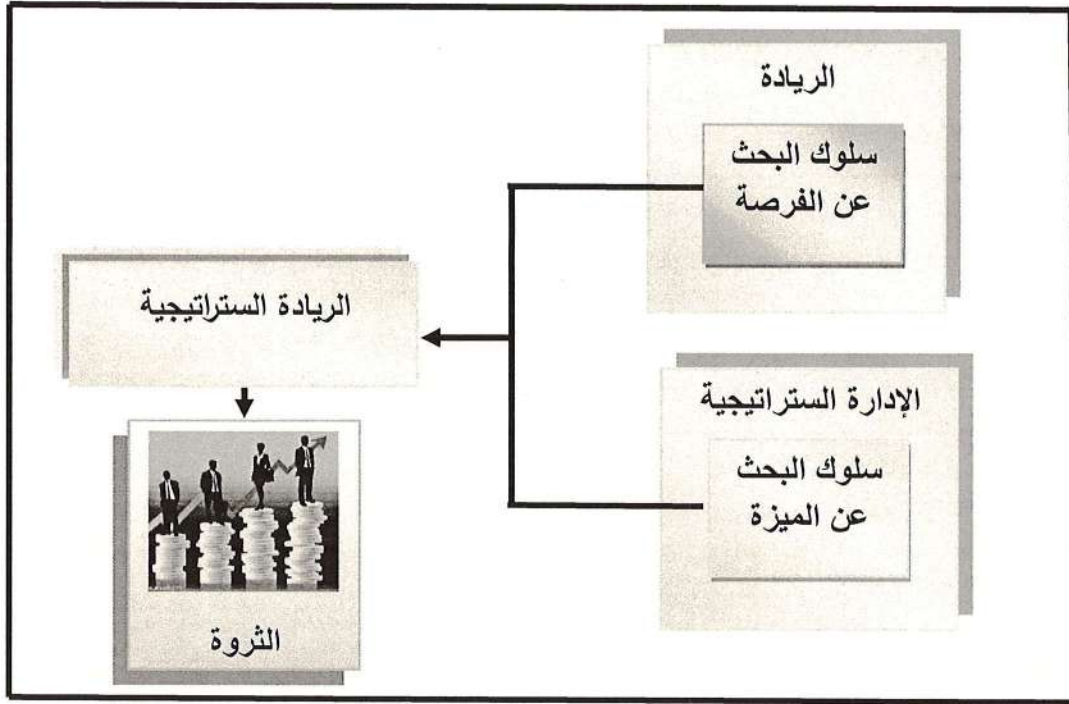 الريادة
سلوك البحث
عن الفرصة
الريادة الستراتيجية
الإدارة الستراتيجية
سلوك البحث
عن الميزة
الثروة